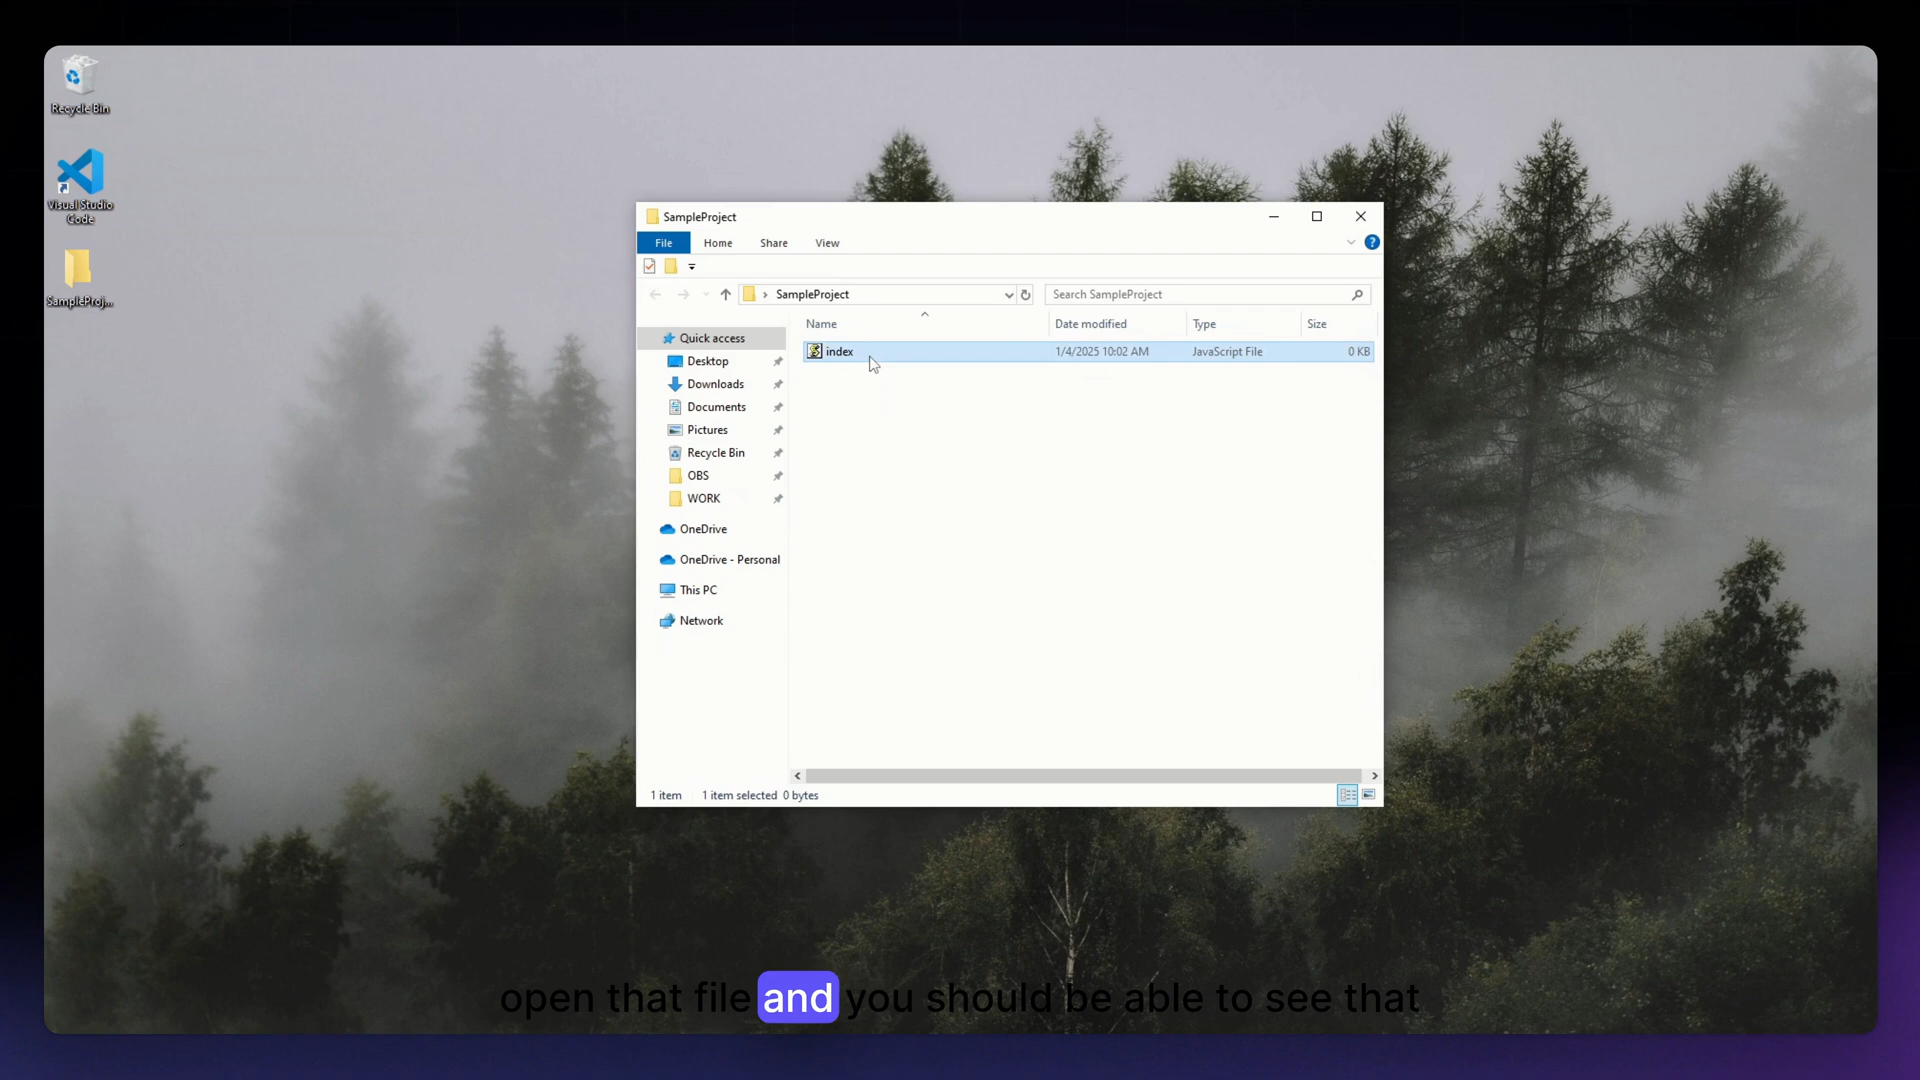 Recycle Bin
Visual Studio
Code
SampleProj...
SampleProject
File Home Share View
?
SampleProject
Search SampleProject
Name Date modified Type Size
index 1/4/2025 10:02 AM JavaScript File 0 KB
Quick access
Desktop
Downloads
Documents
Pictures
Recycle Bin
OBS
WORK
OneDrive
OneDrive - Personal
This PC
Network
1 item 1 item selected 0 bytes
open that file and you should be able to see that